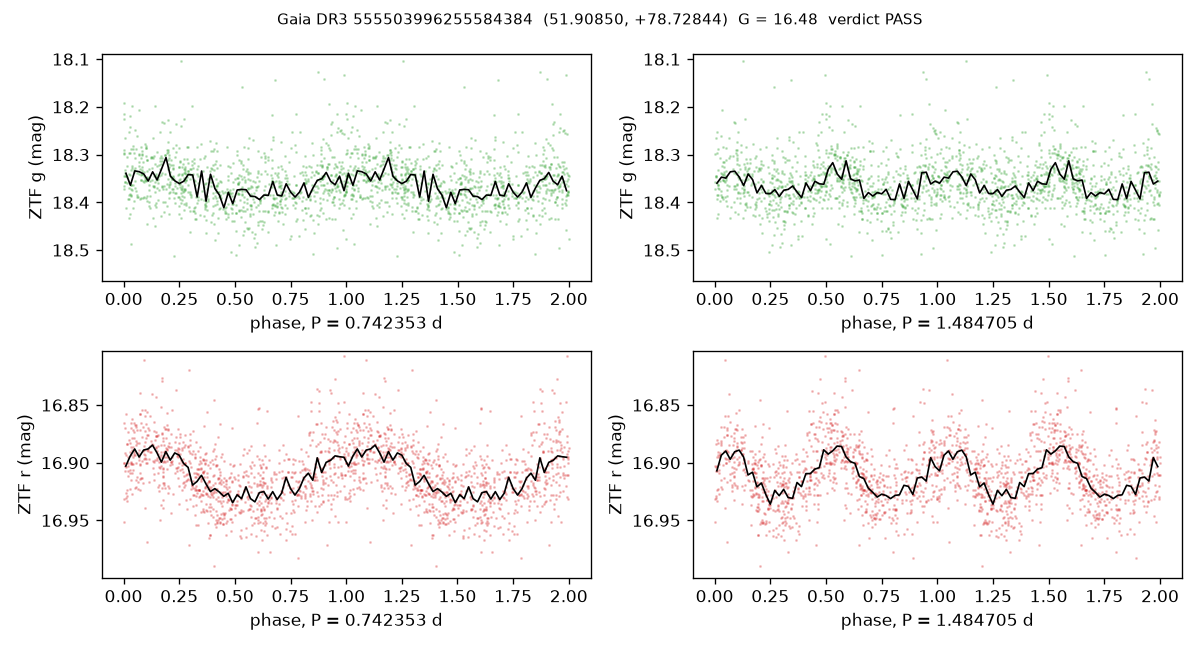 Gaia DR3 555503996255584384  (51.90850, +78.72844)  G = 16.48  verdict PASS
ZTF g (mag)
18.1
18.2
18.3
18.4
18.5
0.00 0.25 0.50 0.75 1.00 1.25 1.50 1.75 2.00
phase, P = 0.742353 d
ZTF g (mag)
18.1
18.2
18.3
18.4
18.5
0.00 0.25 0.50 0.75 1.00 1.25 1.50 1.75 2.00
phase, P = 1.484705 d
ZTF r (mag)
16.85
16.90
16.95
0.00 0.25 0.50 0.75 1.00 1.25 1.50 1.75 2.00
phase, P = 0.742353 d
ZTF r (mag)
16.85
16.90
16.95
0.00 0.25 0.50 0.75 1.00 1.25 1.50 1.75 2.00
phase, P = 1.484705 d